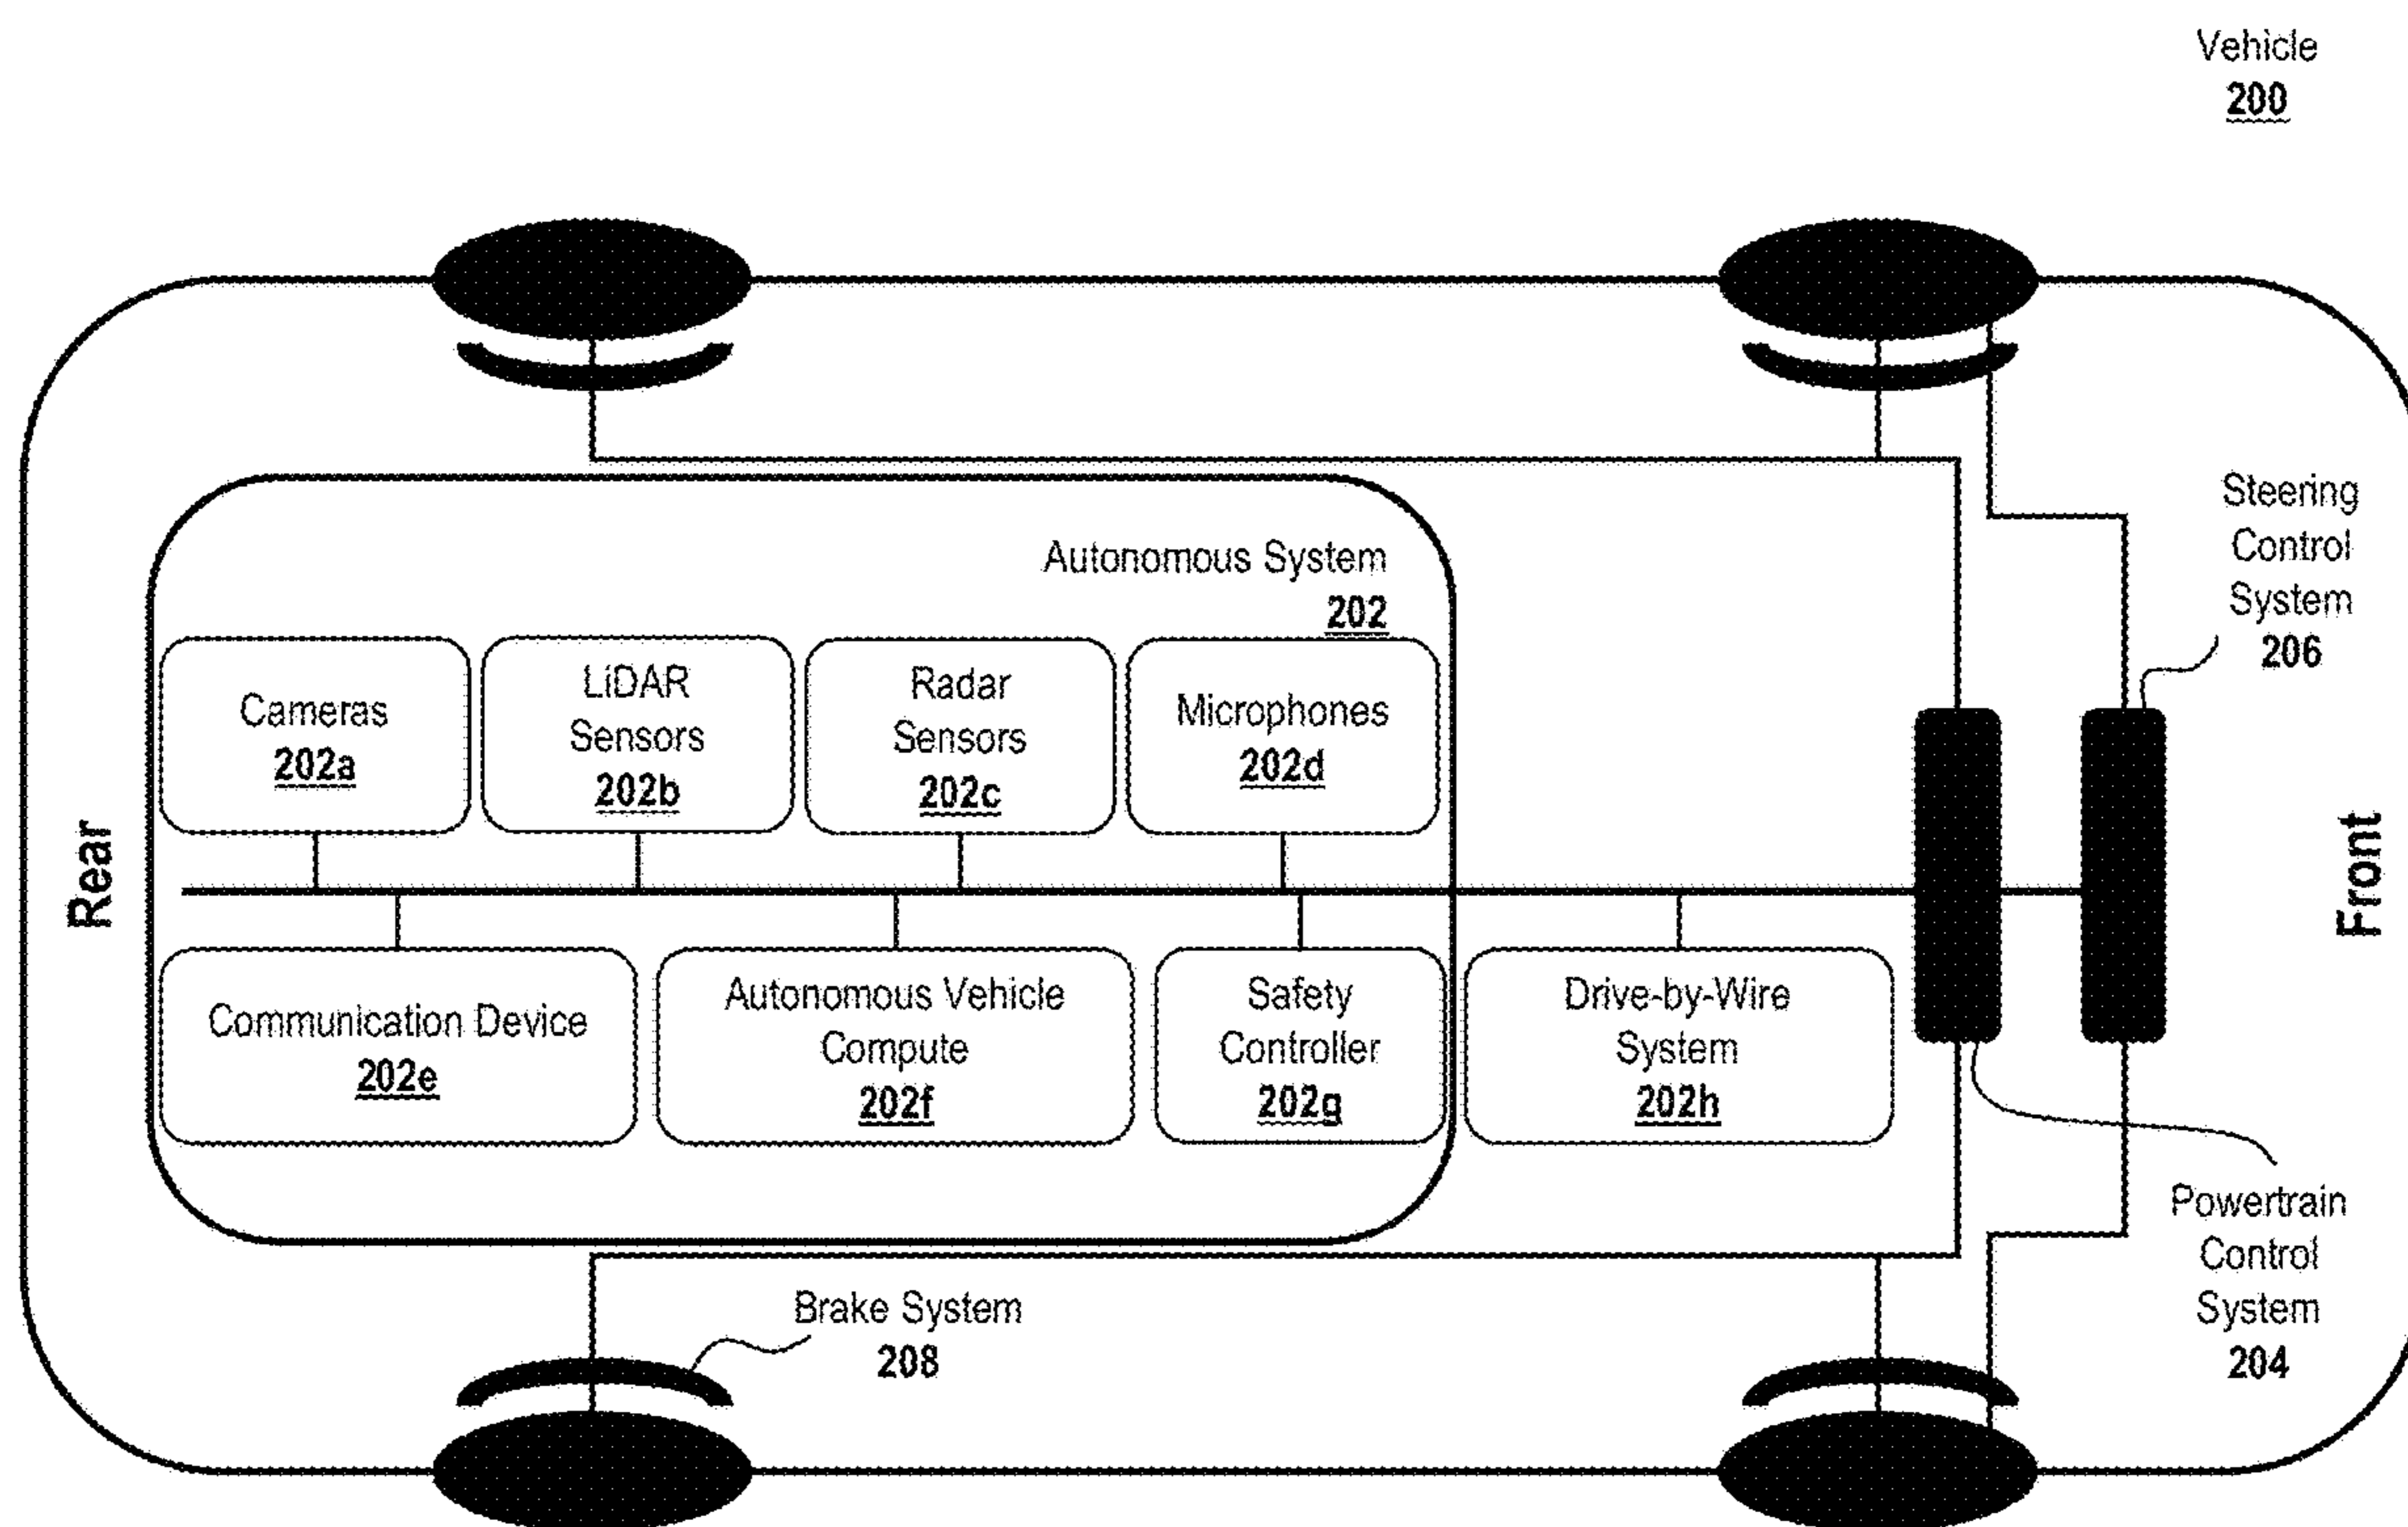 Vehicle
200
Steering
Control
System
206
Autonomous System
202
Cameras
202a
LiDAR
Sensors
202b
Radar
Sensors
202c
Microphones
202d
Rear
Front
Communication Device
202e
Autonomous Vehicle
Compute
202f
Safety
Controller
202g
Drive-by-Wire
System
202h
Powertrain
Control
System
204
Brake System
208